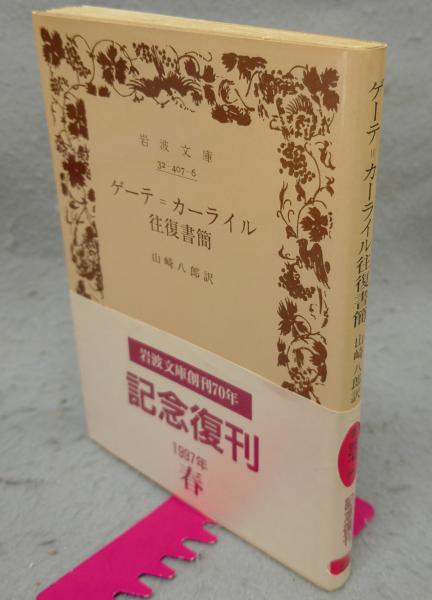 岩波文庫
32-407-6
ゲーテ=カーライル
往復書簡
山崎八郎訳
岩波文庫創刊70年
記念復刊
1997年
春
ゲーテ=カーライル往復書簡
山崎八郎訳